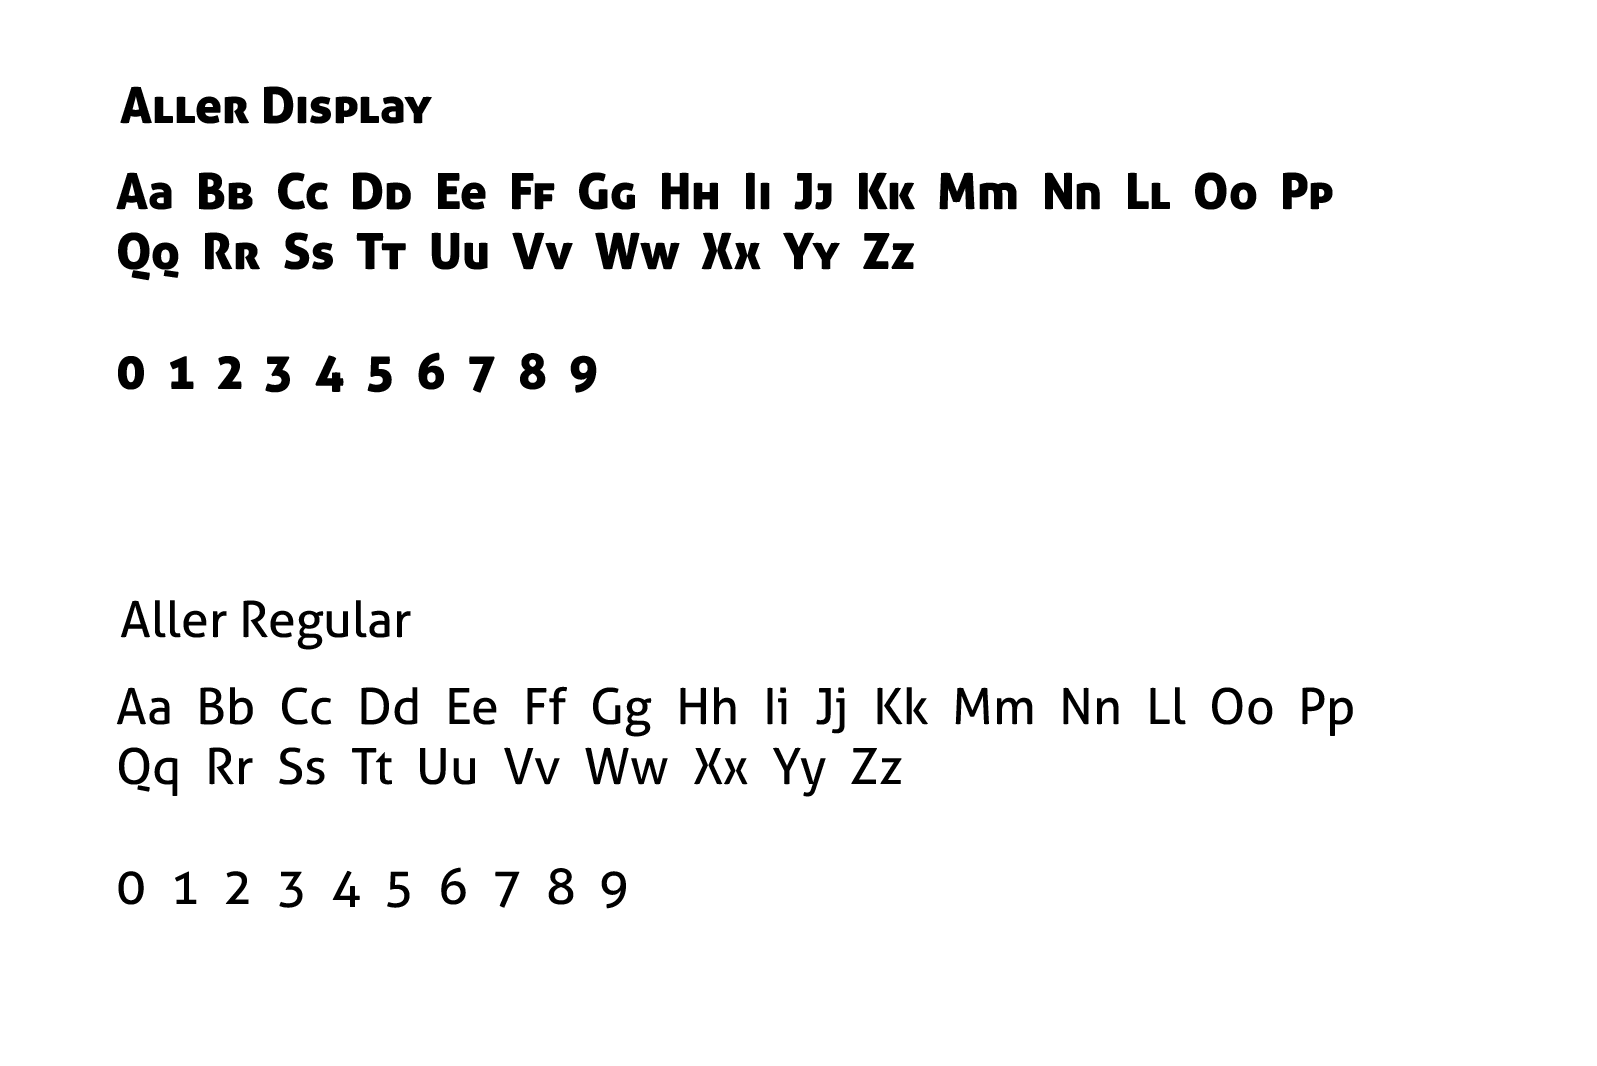 Aller Display
Aa Bb Cc Dd Ee Ff Gg Hh Ii Jj Kk Mm Nn Ll Oo Pp
Qq Rr Ss Tt Uu Vv Ww Xx Yy Zz
0 1 2 3 4 5 6 7 8 9
Aller Regular
Aa Bb Cc Dd Ee Ff Gg Hh Ii Jj Kk Mm Nn Ll Oo Pp
Qq Rr Ss Tt Uu Vv Ww Xx Yy Zz
0 1 2 3 4 5 6 7 8 9